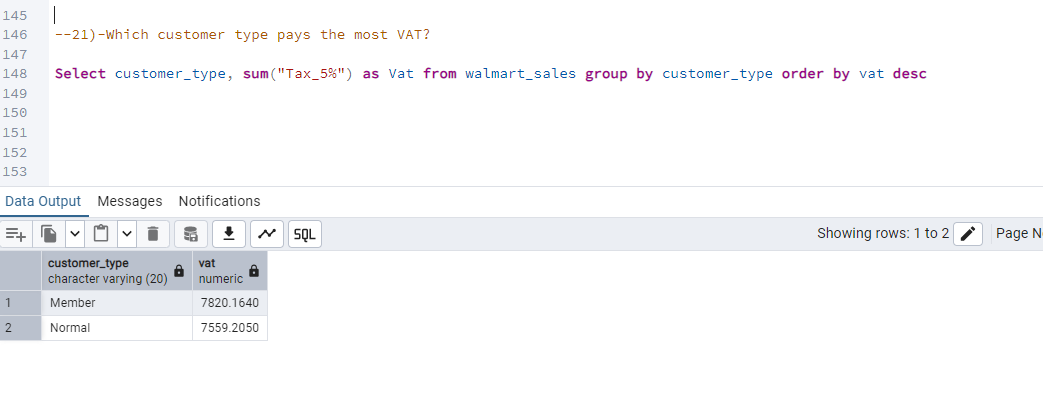 145
146 --21)-Which customer type pays the most VAT?
147
148 Select customer_type, sum("Tax_5%") as Vat from walmart_sales group by customer_type order by vat desc
149
150
151
152
153
Data Output Messages Notifications
SQL Showing rows: 1 to 2 Page N
customer_type vat
character varying (20) numeric
1 Member 7820.1640
2 Normal 7559.2050